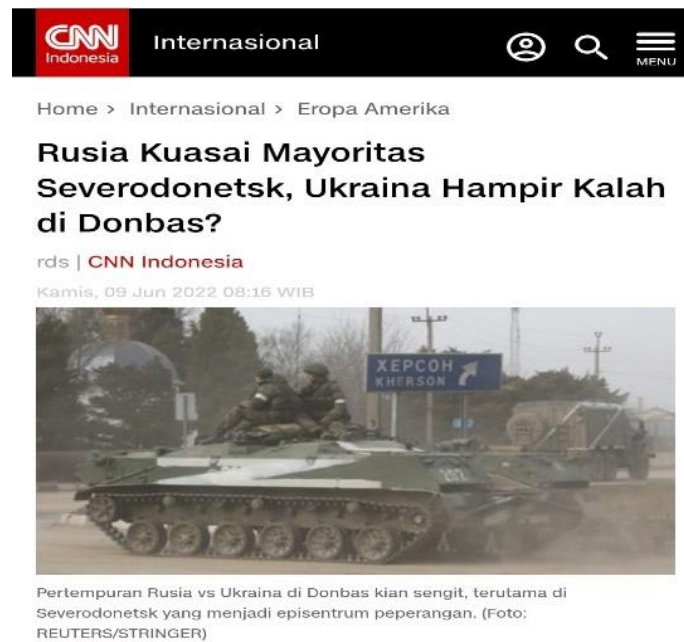 CNN
Indonesia
Internasional
MENU
Home > Internasional > Eropa Amerika
Rusia Kuasai Mayoritas
Severodonetsk, Ukraina Hampir Kalah
di Donbas?
rds | CNN Indonesia
Kamis, 09 Jun 2022 08:16 WIB
ХЕРСОН
KHERSON
Pertempuran Rusia vs Ukraina di Donbas kian sengit, terutama di
Severodonetsk yang menjadi episentrum peperangan. (Foto:
REUTERS/STRINGER)